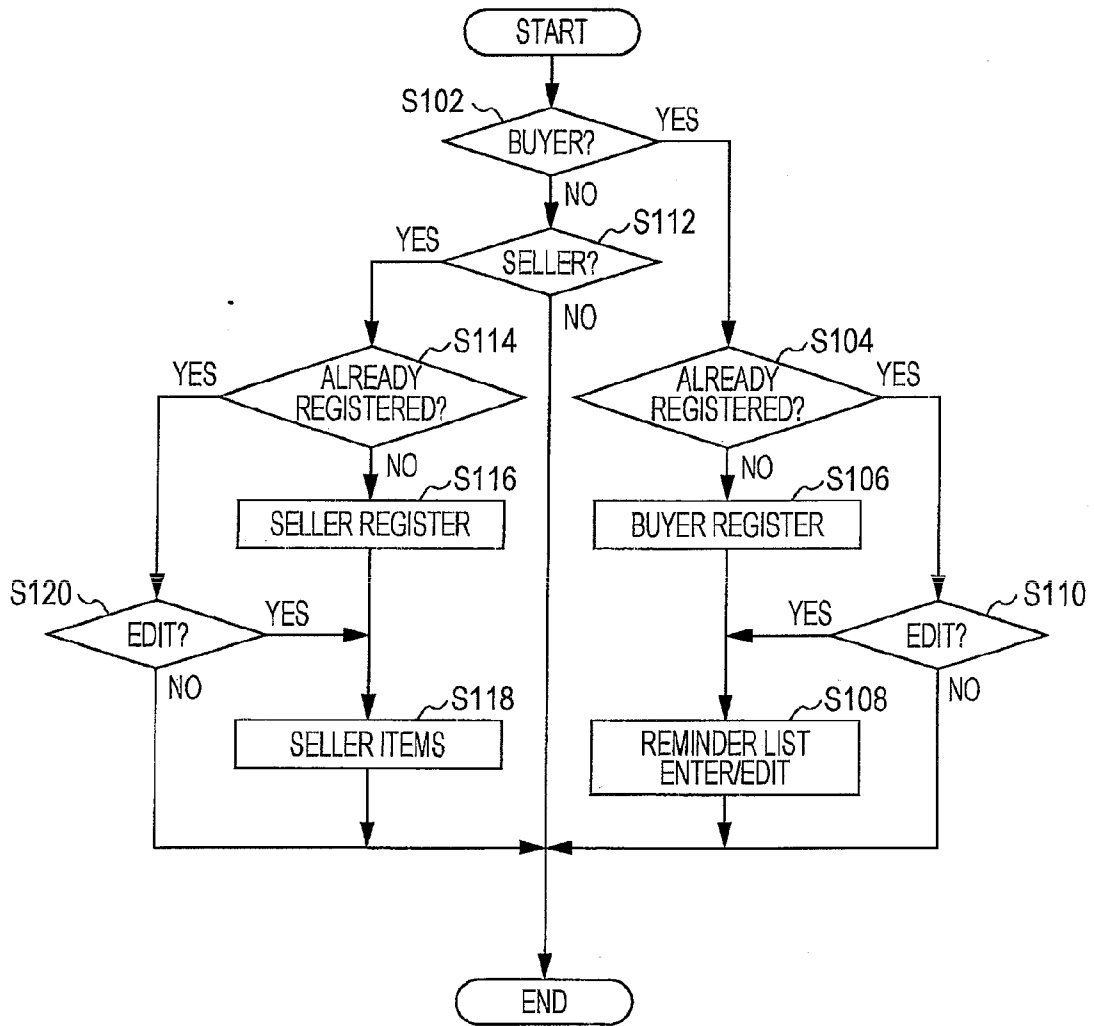 START
S102
BUYER?
YES
NO
S112
YES
SELLER?
NO
S114
YES
ALREADY
REGISTERED?
NO
S104
ALREADY
REGISTERED?
YES
NO
S116
SELLER REGISTER
S106
BUYER REGISTER
S120
EDIT?
YES
NO
S110
YES
EDIT?
NO
S118
SELLER ITEMS
S108
REMINDER LIST
ENTER/EDIT
END